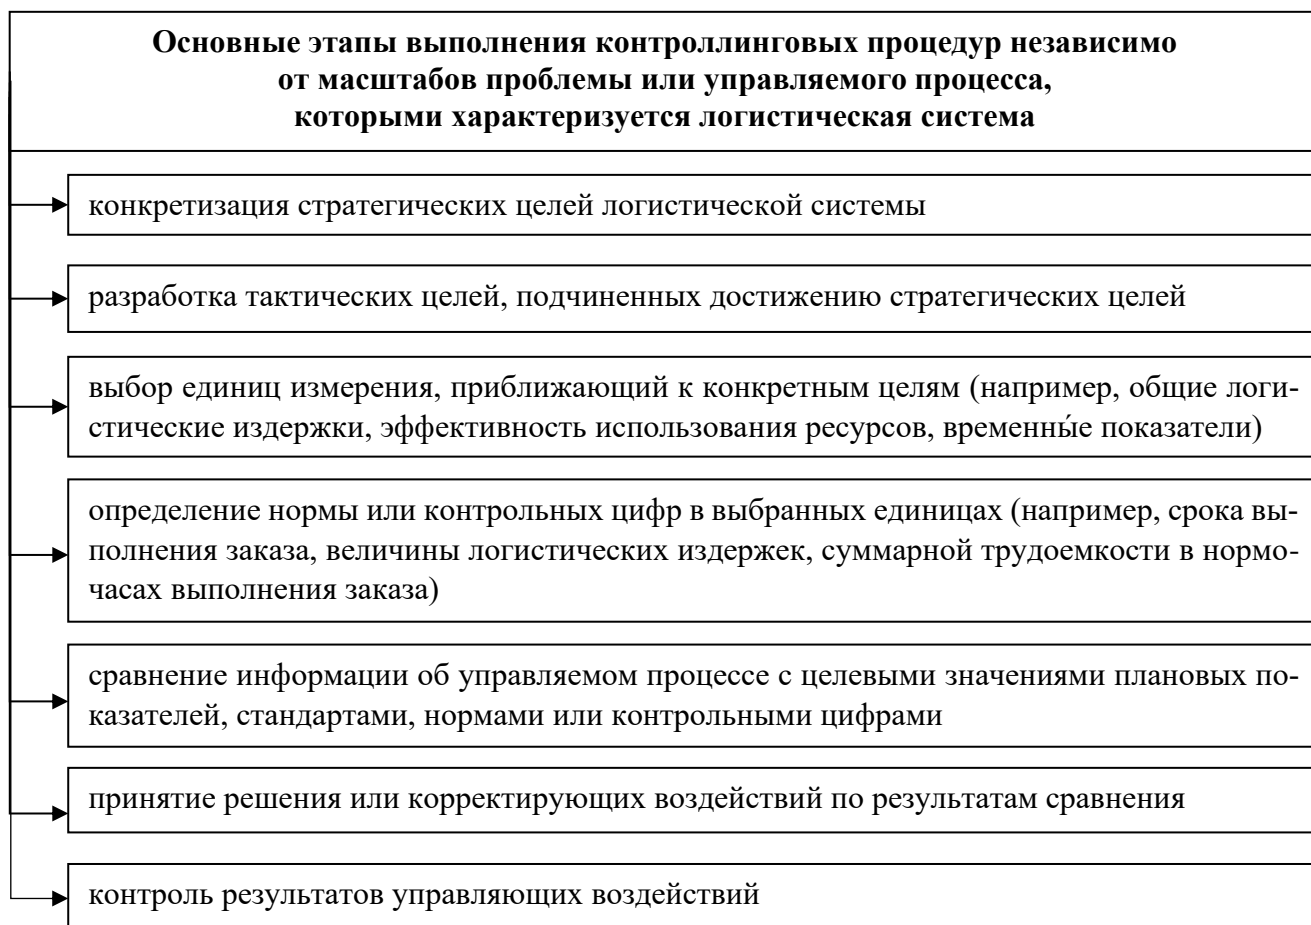 Основные этапы выполнения контроллинговых процедур независимо
от масштабов проблемы или управляемого процесса,
которыми характеризуется логистическая система
конкретизация стратегических целей логистической системы
разработка тактических целей, подчиненных достижению стратегических целей
выбор единиц измерения, приближающий к конкретным целям (например, общие логи-
стические издержки, эффективность использования ресурсов, временны́е показатели)
определение нормы или контрольных цифр в выбранных единицах (например, срока вы-
полнения заказа, величины логистических издержек, суммарной трудоемкости в нормо-
часах выполнения заказа)
сравнение информации об управляемом процессе с целевыми значениями плановых по-
казателей, стандартами, нормами или контрольными цифрами
принятие решения или корректирующих воздействий по результатам сравнения
контроль результатов управляющих воздействий